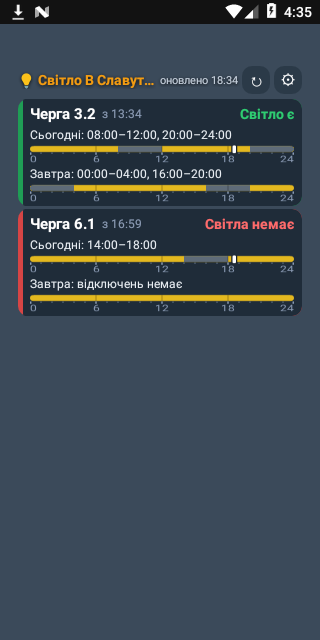 4:35
Світло В Славут… оновлено 18:34
Черга 3.2 з 13:34 Світло є
Сьогодні: 08:00–12:00, 20:00–24:00
0 6 12 18 24
Завтра: 00:00–04:00, 16:00–20:00
0 6 12 18 24
Черга 6.1 з 16:59 Світла немає
Сьогодні: 14:00–18:00
0 6 12 18 24
Завтра: відключень немає
0 6 12 18 24